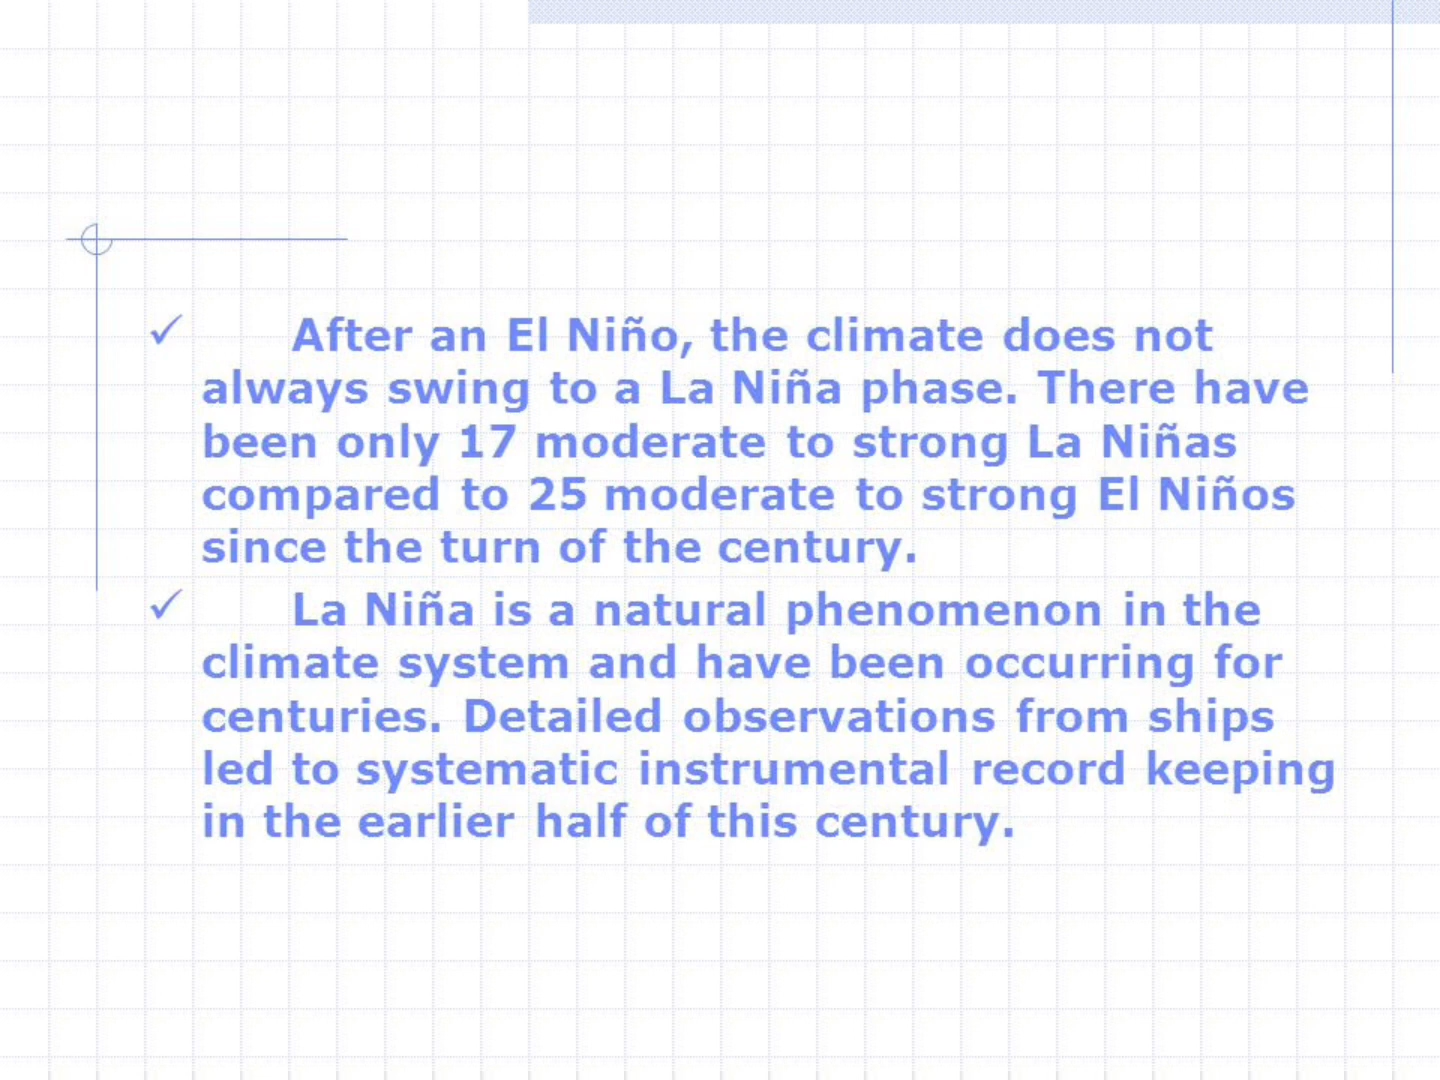 ✓ After an El Niño, the climate does not
always swing to a La Niña phase. There have
been only 17 moderate to strong La Niñas
compared to 25 moderate to strong El Niños
since the turn of the century.
✓ La Niña is a natural phenomenon in the
climate system and have been occurring for
centuries. Detailed observations from ships
led to systematic instrumental record keeping
in the earlier half of this century.